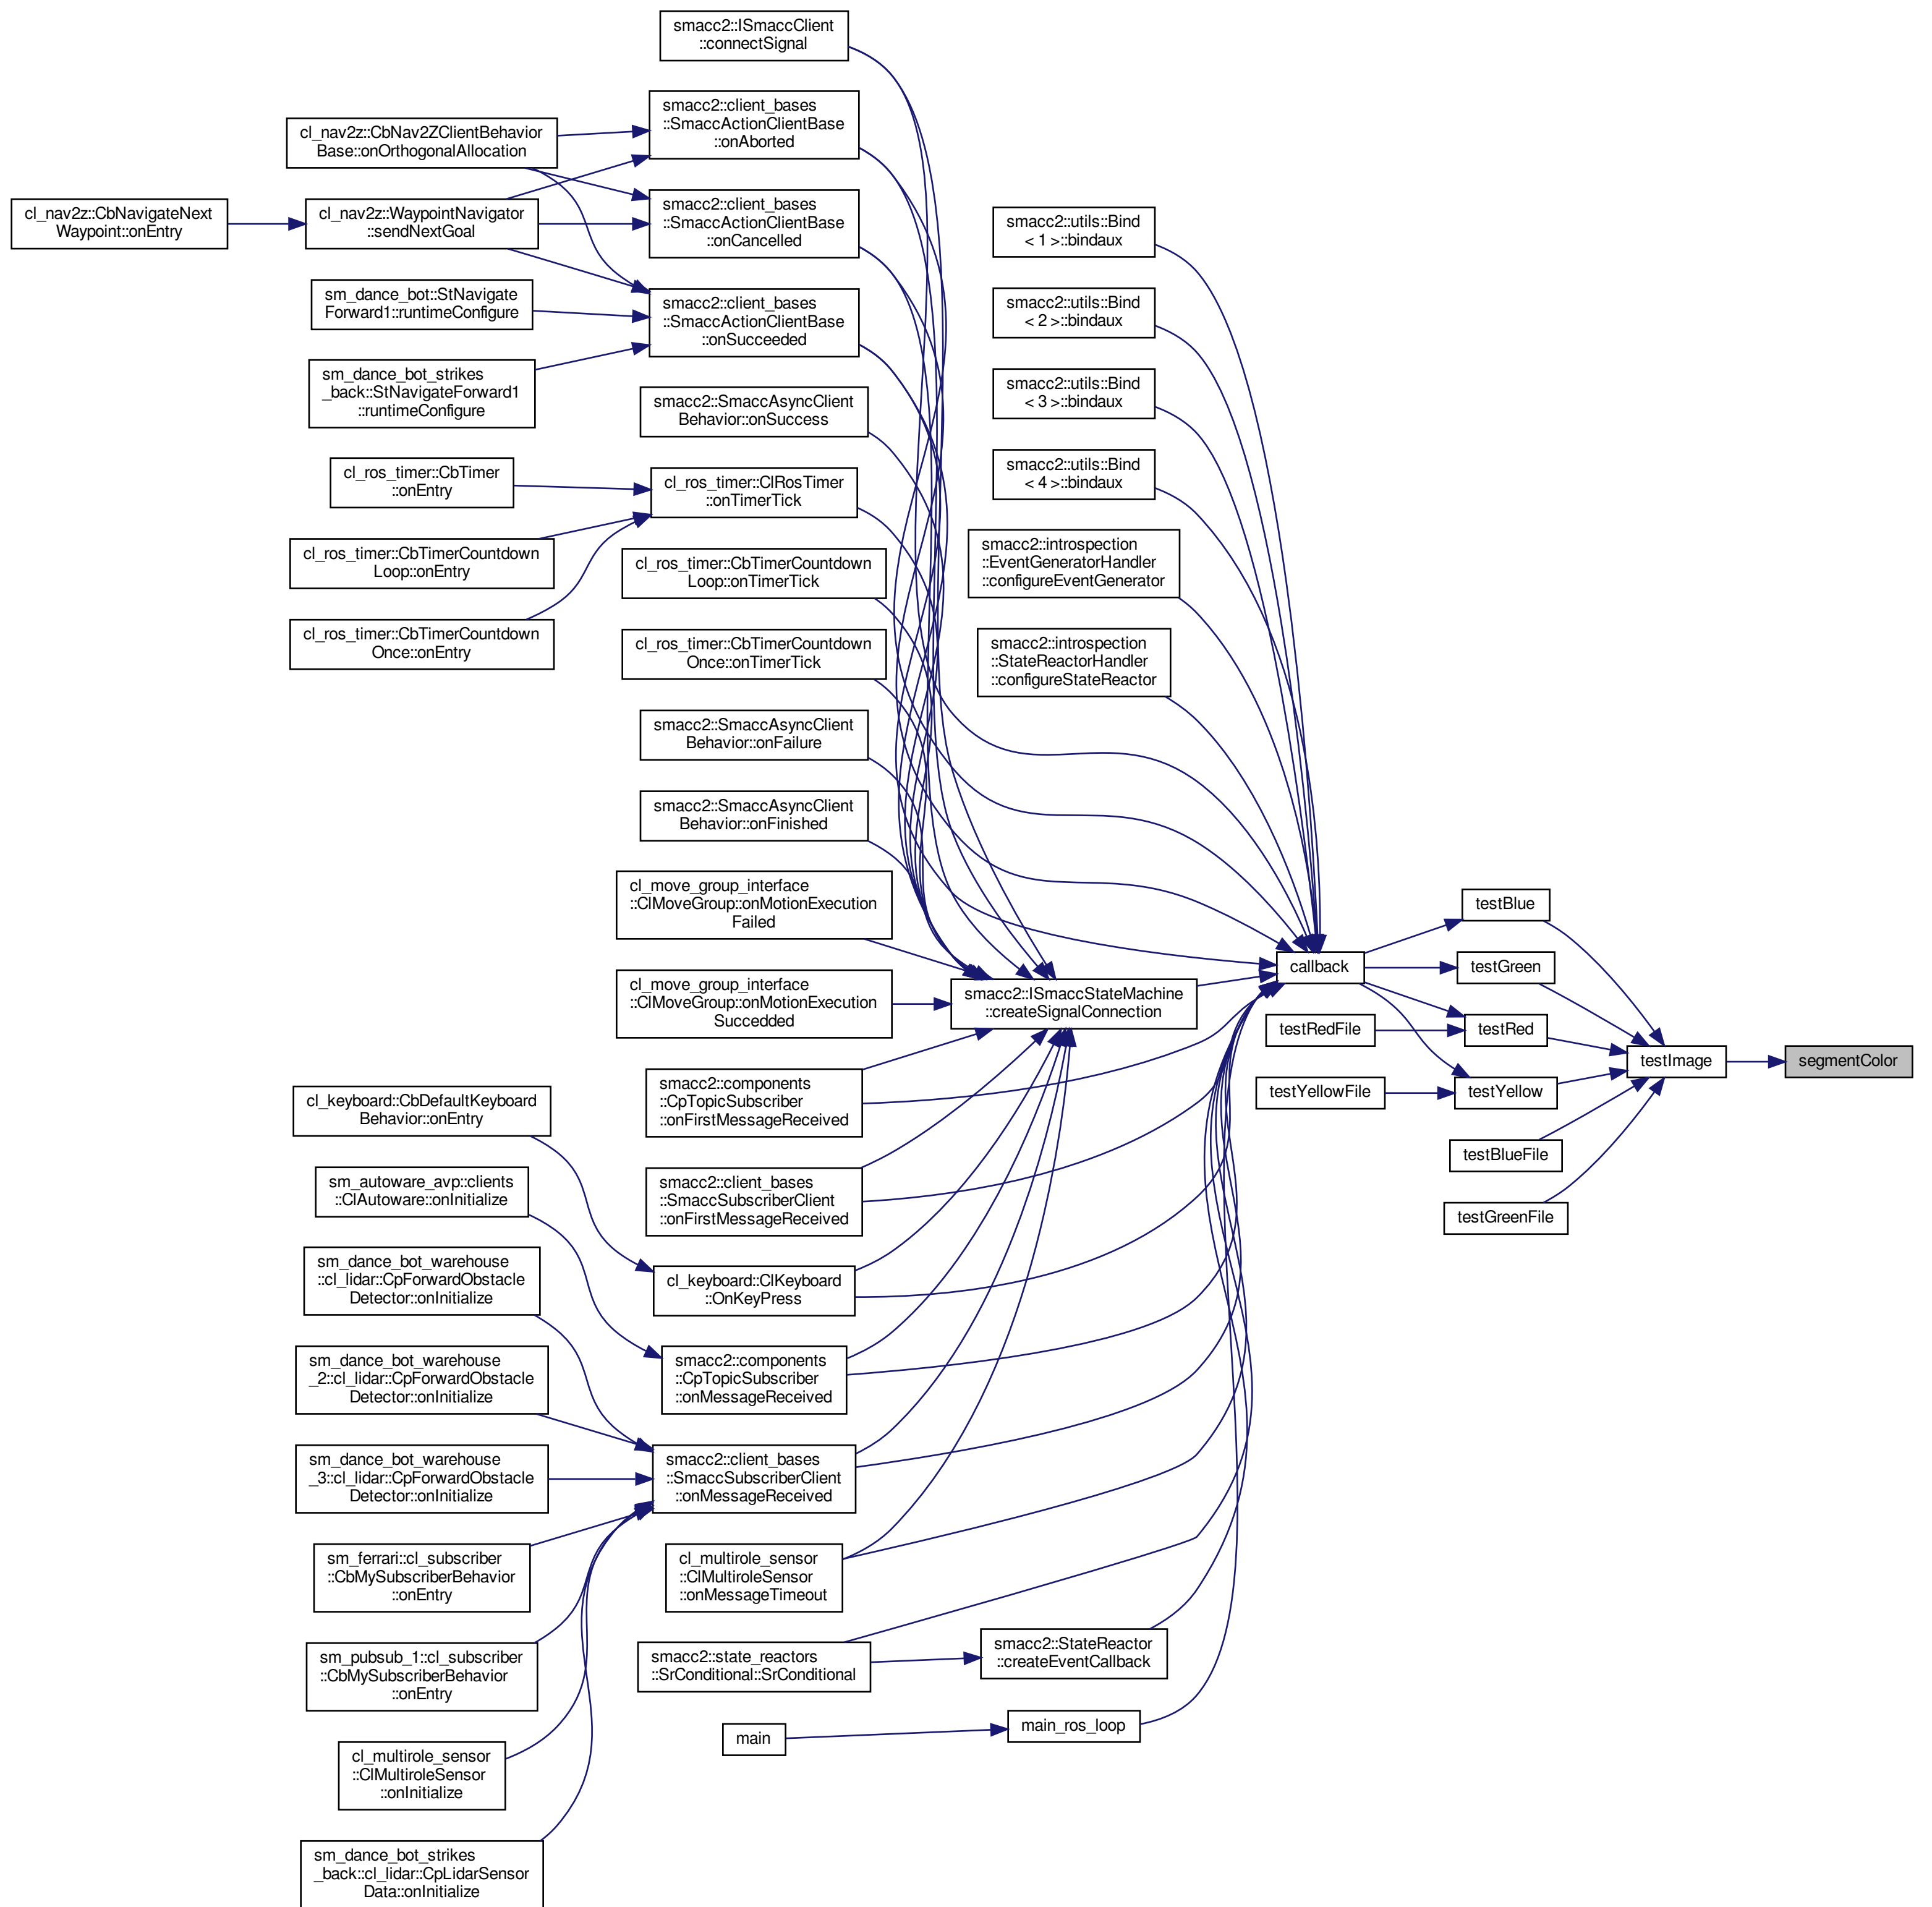 smacc2::ISmaccClient
::connectSignal
smacc2::client_bases
::SmaccActionClientBase
::onAborted
cl_nav2z::CbNav2ZClientBehavior
Base::onOrthogonalAllocation
smacc2::client_bases
::SmaccActionClientBase
::onCancelled
cl_nav2z::CbNavigateNext
Waypoint::onEntry
cl_nav2z::WaypointNavigator
::sendNextGoal
smacc2::utils::Bind
< 1 >::bindaux
sm_dance_bot::StNavigate
Forward1::runtimeConfigure
smacc2::client_bases
::SmaccActionClientBase
::onSucceeded
smacc2::utils::Bind
< 2 >::bindaux
sm_dance_bot_strikes
_back::StNavigateForward1
::runtimeConfigure
smacc2::SmaccAsyncClient
Behavior::onSuccess
smacc2::utils::Bind
< 3 >::bindaux
cl_ros_timer::CbTimer
::onEntry
cl_ros_timer::ClRosTimer
::onTimerTick
smacc2::utils::Bind
< 4 >::bindaux
cl_ros_timer::CbTimerCountdown
Loop::onEntry
cl_ros_timer::CbTimerCountdown
Loop::onTimerTick
smacc2::introspection
::EventGeneratorHandler
::configureEventGenerator
cl_ros_timer::CbTimerCountdown
Once::onEntry
cl_ros_timer::CbTimerCountdown
Once::onTimerTick
smacc2::introspection
::StateReactorHandler
::configureStateReactor
smacc2::SmaccAsyncClient
Behavior::onFailure
smacc2::SmaccAsyncClient
Behavior::onFinished
cl_move_group_interface
::ClMoveGroup::onMotionExecution
Failed
testBlue
callback
testGreen
cl_move_group_interface
::ClMoveGroup::onMotionExecution
Succedded
smacc2::ISmaccStateMachine
::createSignalConnection
testRedFile
testRed
testImage
segmentColor
testYellowFile
testYellow
smacc2::components
::CpTopicSubscriber
::onFirstMessageReceived
cl_keyboard::CbDefaultKeyboard
Behavior::onEntry
testBlueFile
smacc2::client_bases
::SmaccSubscriberClient
::onFirstMessageReceived
sm_autoware_avp::clients
::ClAutoware::onInitialize
testGreenFile
sm_dance_bot_warehouse
::cl_lidar::CpForwardObstacle
Detector::onInitialize
cl_keyboard::ClKeyboard
::OnKeyPress
sm_dance_bot_warehouse
_2::cl_lidar::CpForwardObstacle
Detector::onInitialize
smacc2::components
::CpTopicSubscriber
::onMessageReceived
sm_dance_bot_warehouse
_3::cl_lidar::CpForwardObstacle
Detector::onInitialize
smacc2::client_bases
::SmaccSubscriberClient
::onMessageReceived
sm_ferrari::cl_subscriber
::CbMySubscriberBehavior
::onEntry
cl_multirole_sensor
::ClMultiroleSensor
::onMessageTimeout
sm_pubsub_1::cl_subscriber
::CbMySubscriberBehavior
::onEntry
smacc2::state_reactors
::SrConditional::SrConditional
smacc2::StateReactor
::createEventCallback
main
main_ros_loop
cl_multirole_sensor
::ClMultiroleSensor
::onInitialize
sm_dance_bot_strikes
_back::cl_lidar::CpLidarSensor
Data::onInitialize